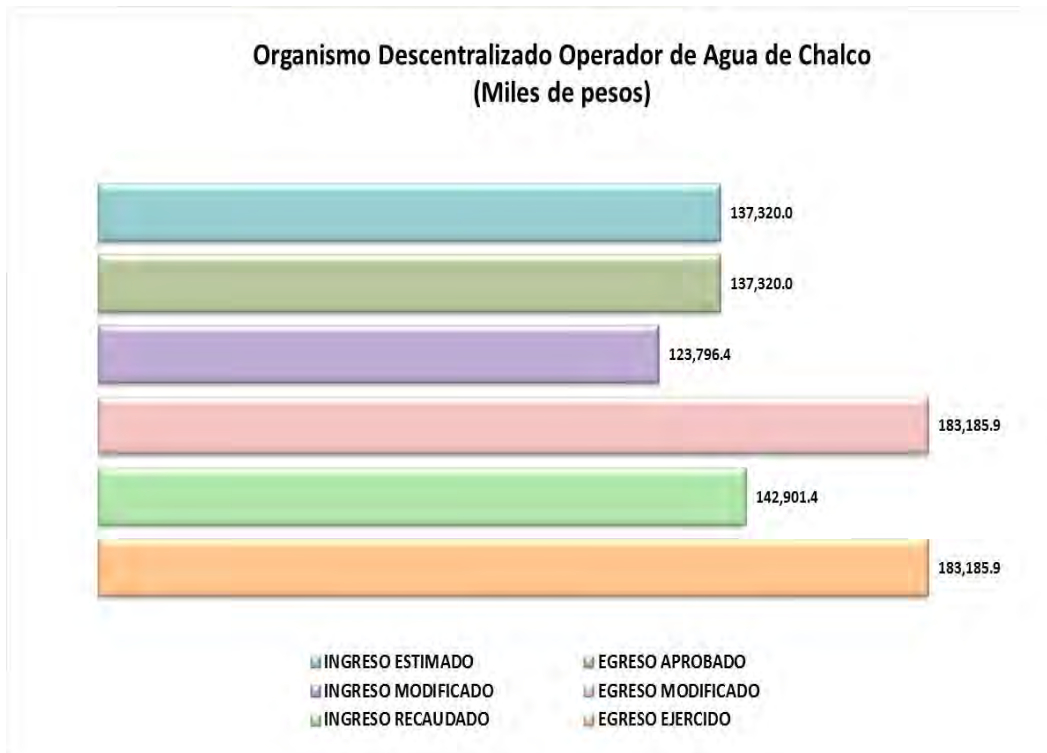 Organismo Descentralizado Operador de Agua de Chalco
(Miles de pesos)
137,320.0
137,320.0
123,796.4
183,185.9
142,901.4
183,185.9
INGRESO ESTIMADO EGRESO APROBADO
INGRESO MODIFICADO EGRESO MODIFICADO
INGRESO RECAUDADO EGRESO EJERCIDO